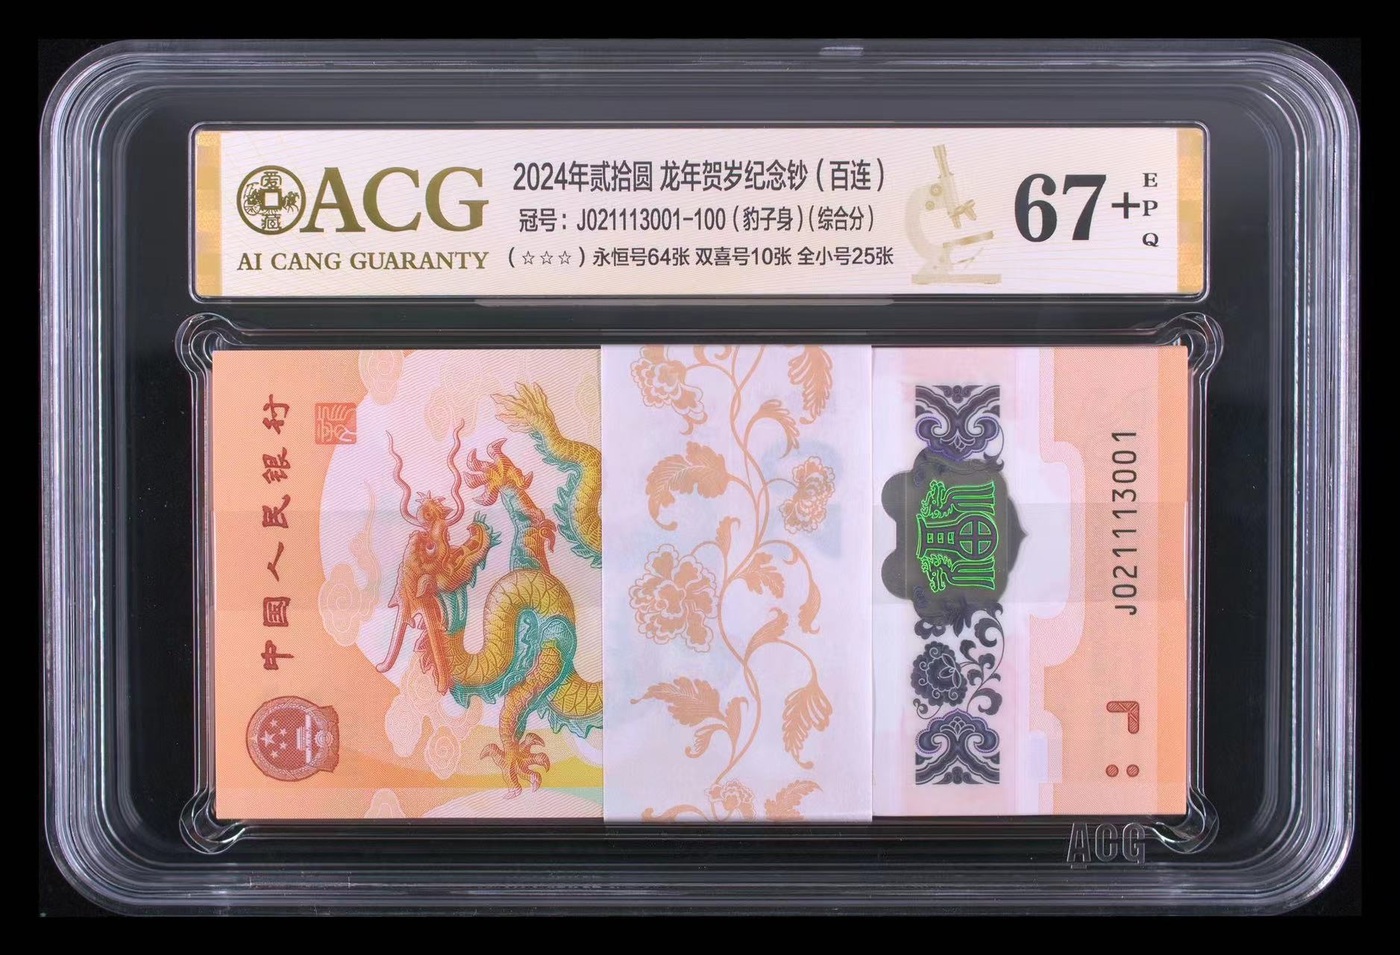 ACG
AI CANG GUARANTY
2024年贰拾圆 龙年贺岁纪念钞(百连)
冠号:J021113001-100(豹子身)(综合分)
(☆☆☆)永恒号64张 双喜号10张 全小号25张
67+
EPQ
中国人民银行
J021113001
ACG